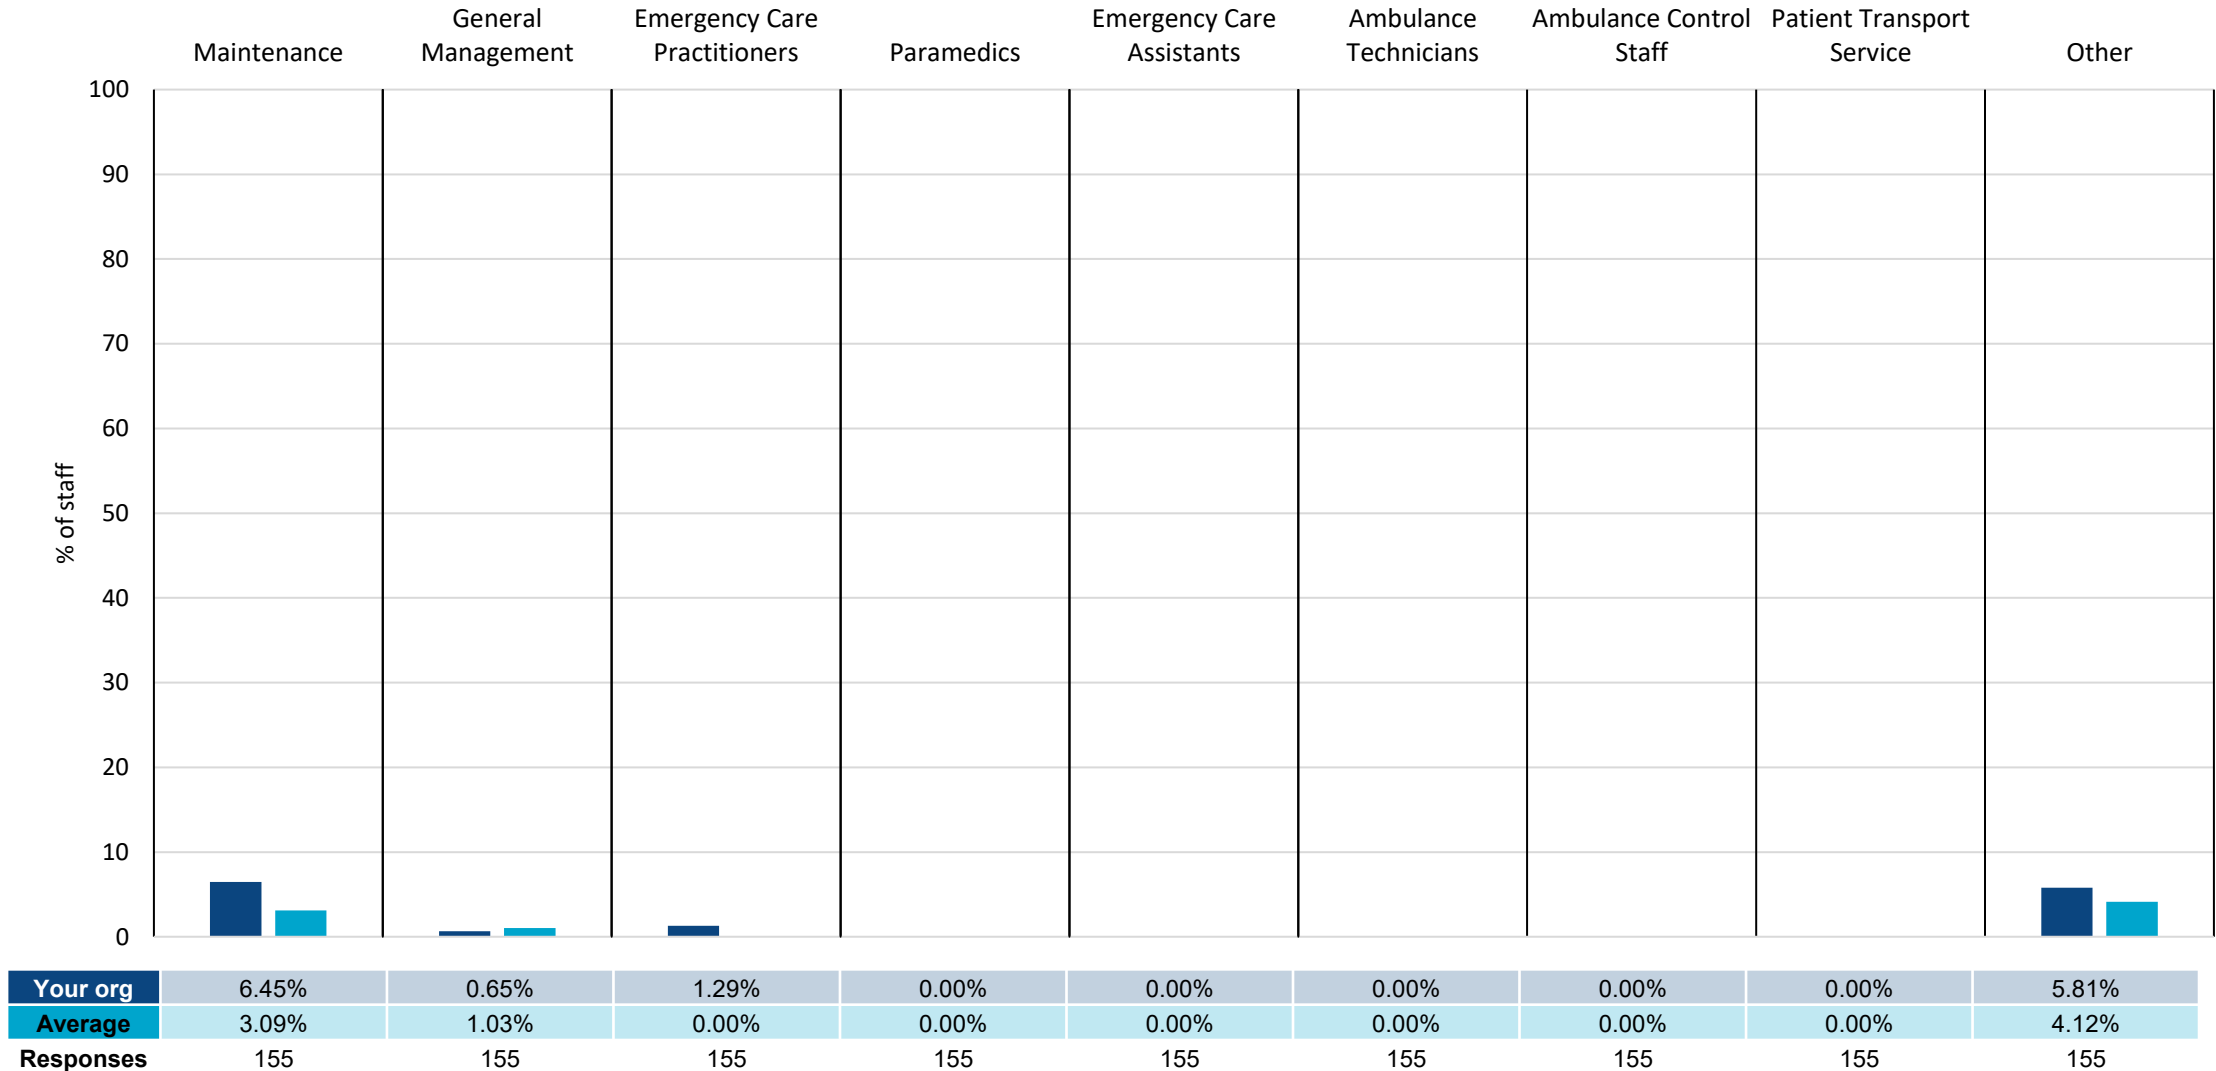 General Emergency Care Emergency Care Ambulance Ambulance Control Patient Transport
Maintenance Management Practitioners Paramedics Assistants Technicians Staff Service Other
100
90
80
70
60
50
40
30
20
10
0
% of staff
Your org 6.45% 0.65% 1.29% 0.00% 0.00% 0.00% 0.00% 0.00% 5.81%
Average 3.09% 1.03% 0.00% 0.00% 0.00% 0.00% 0.00% 0.00% 4.12%
Responses 155 155 155 155 155 155 155 155 155